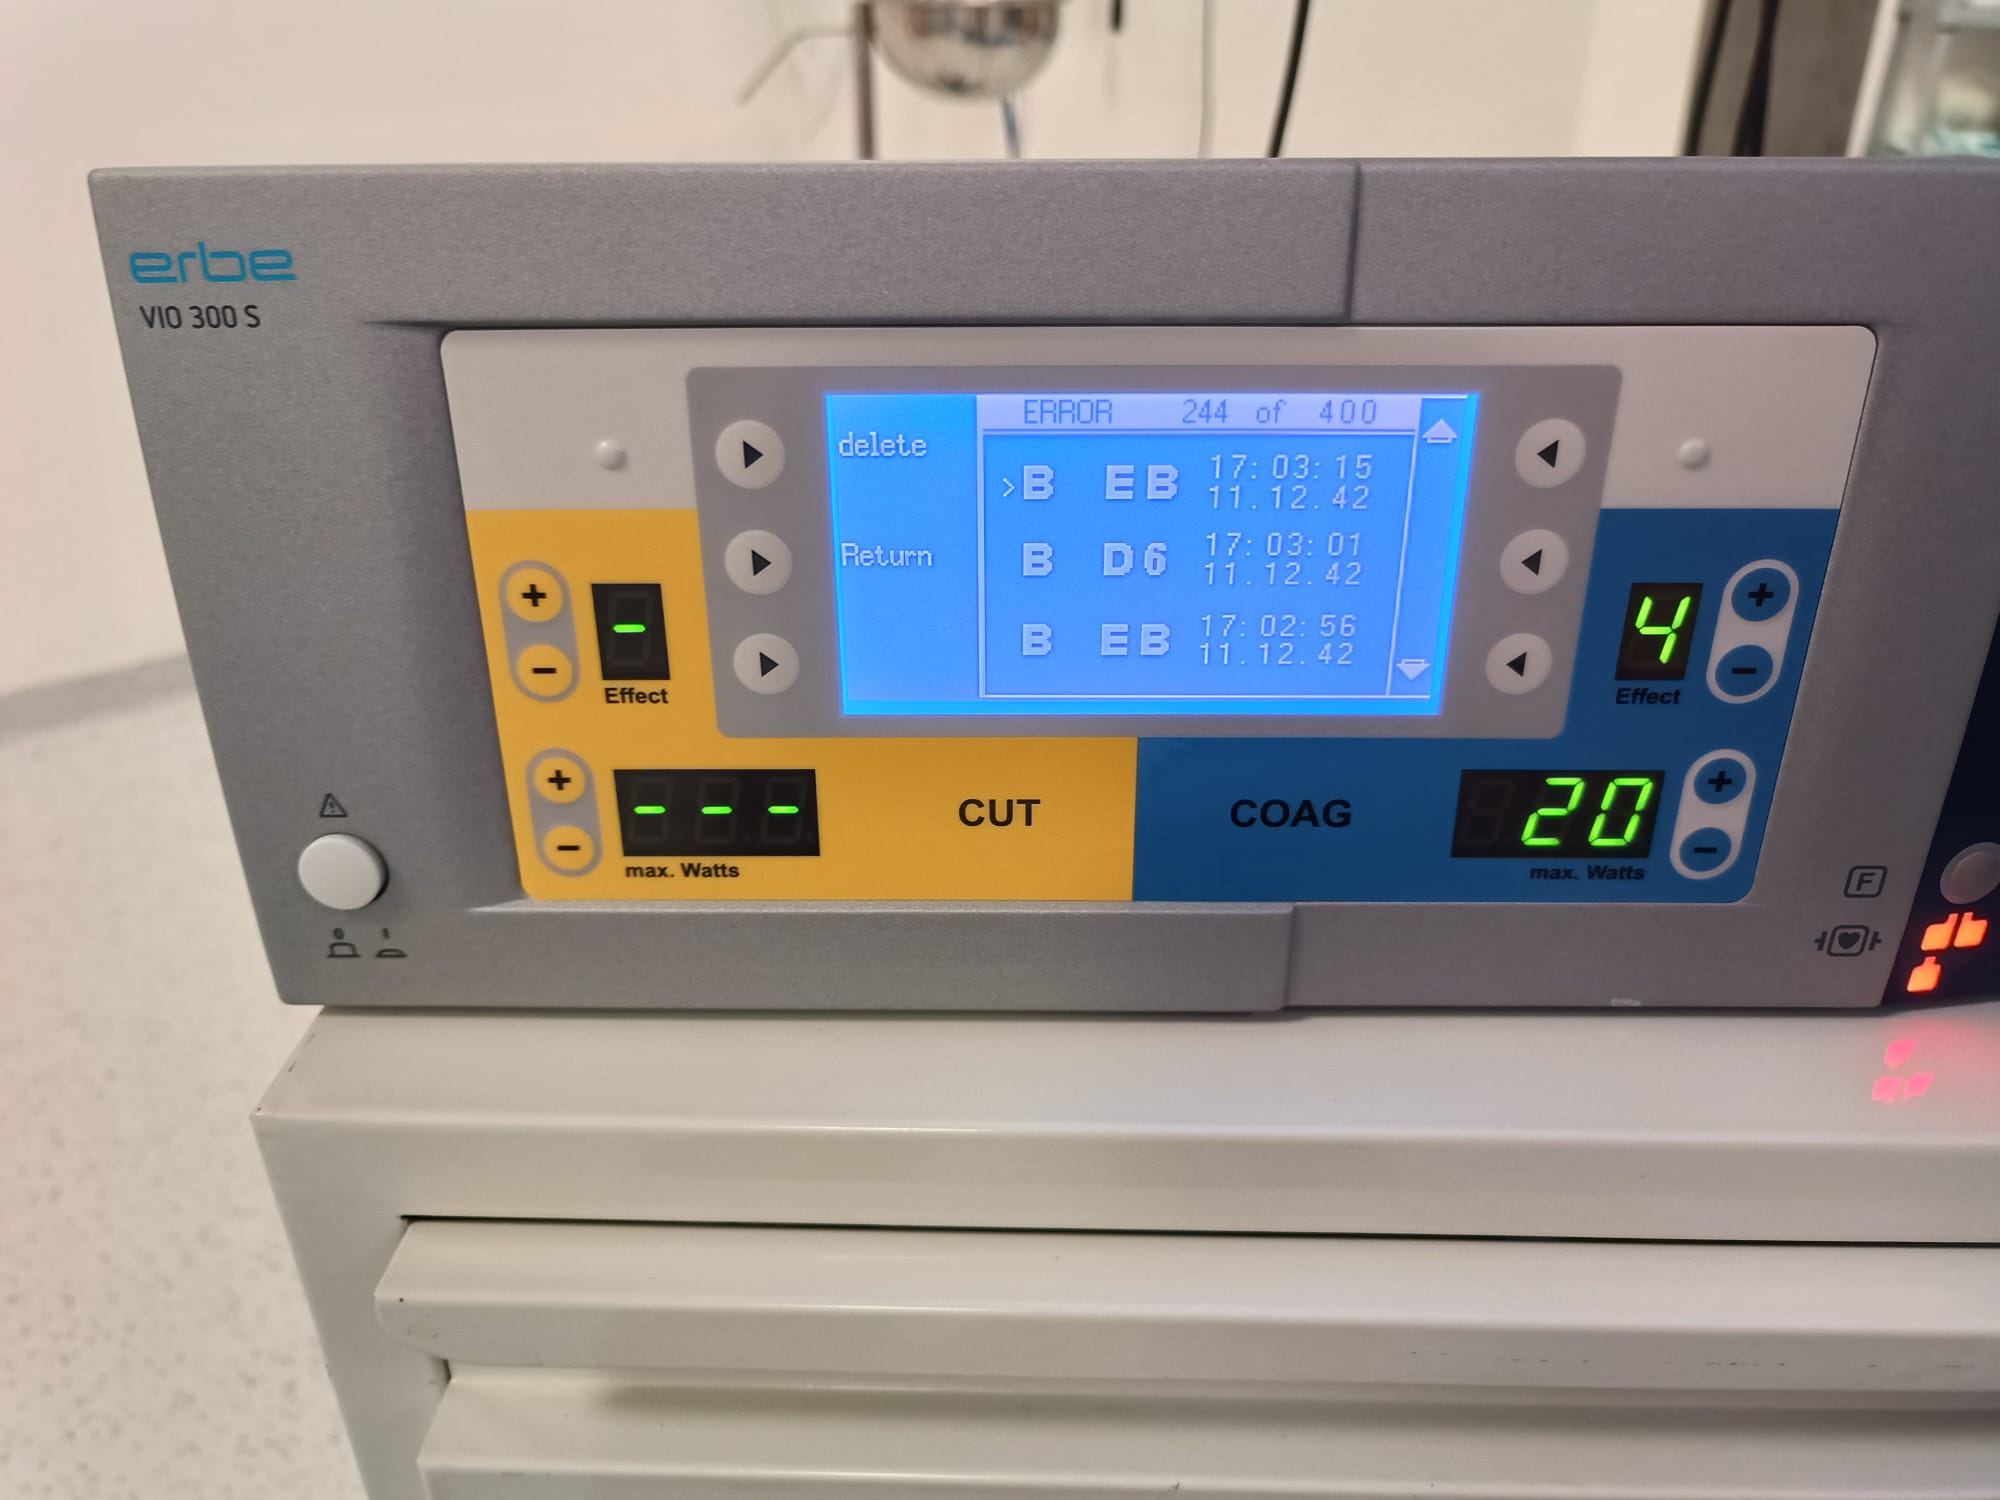 erbe
VIO 300 S
ERROR 244 of 400
delete
>B EB 17:03:15
11.12.42
Return
B D6 17:03:01
11.12.42
B EB 17:02:56
11.12.42
+
-
-
Effect
4
+
-
Effect
+
-
- - -
max. Watts
CUT
COAG
20
max. Watts
+
-
F